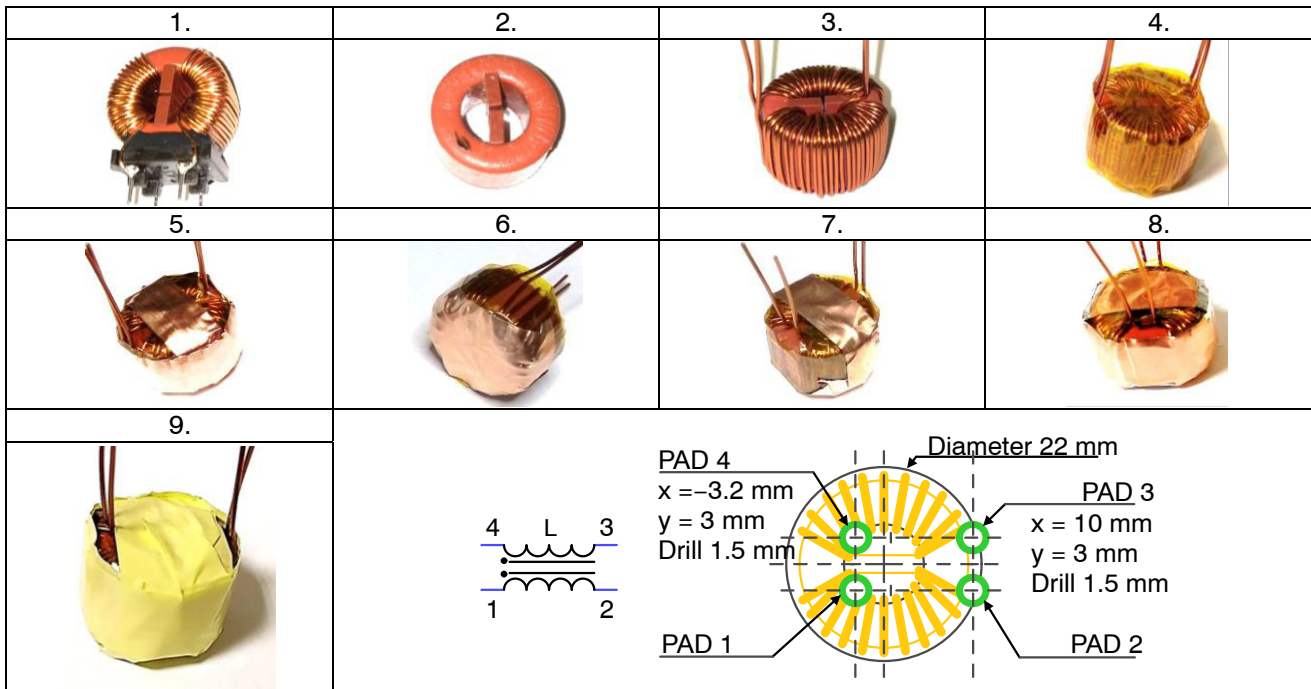 1.
2.
3.
4.
5.
6.
7.
8.
9.
4 L 3
1 2
Diameter 22 mm
PAD 4
x =−3.2 mm
y = 3 mm
Drill 1.5 mm
PAD 3
x = 10 mm
y = 3 mm
Drill 1.5 mm
PAD 1
PAD 2